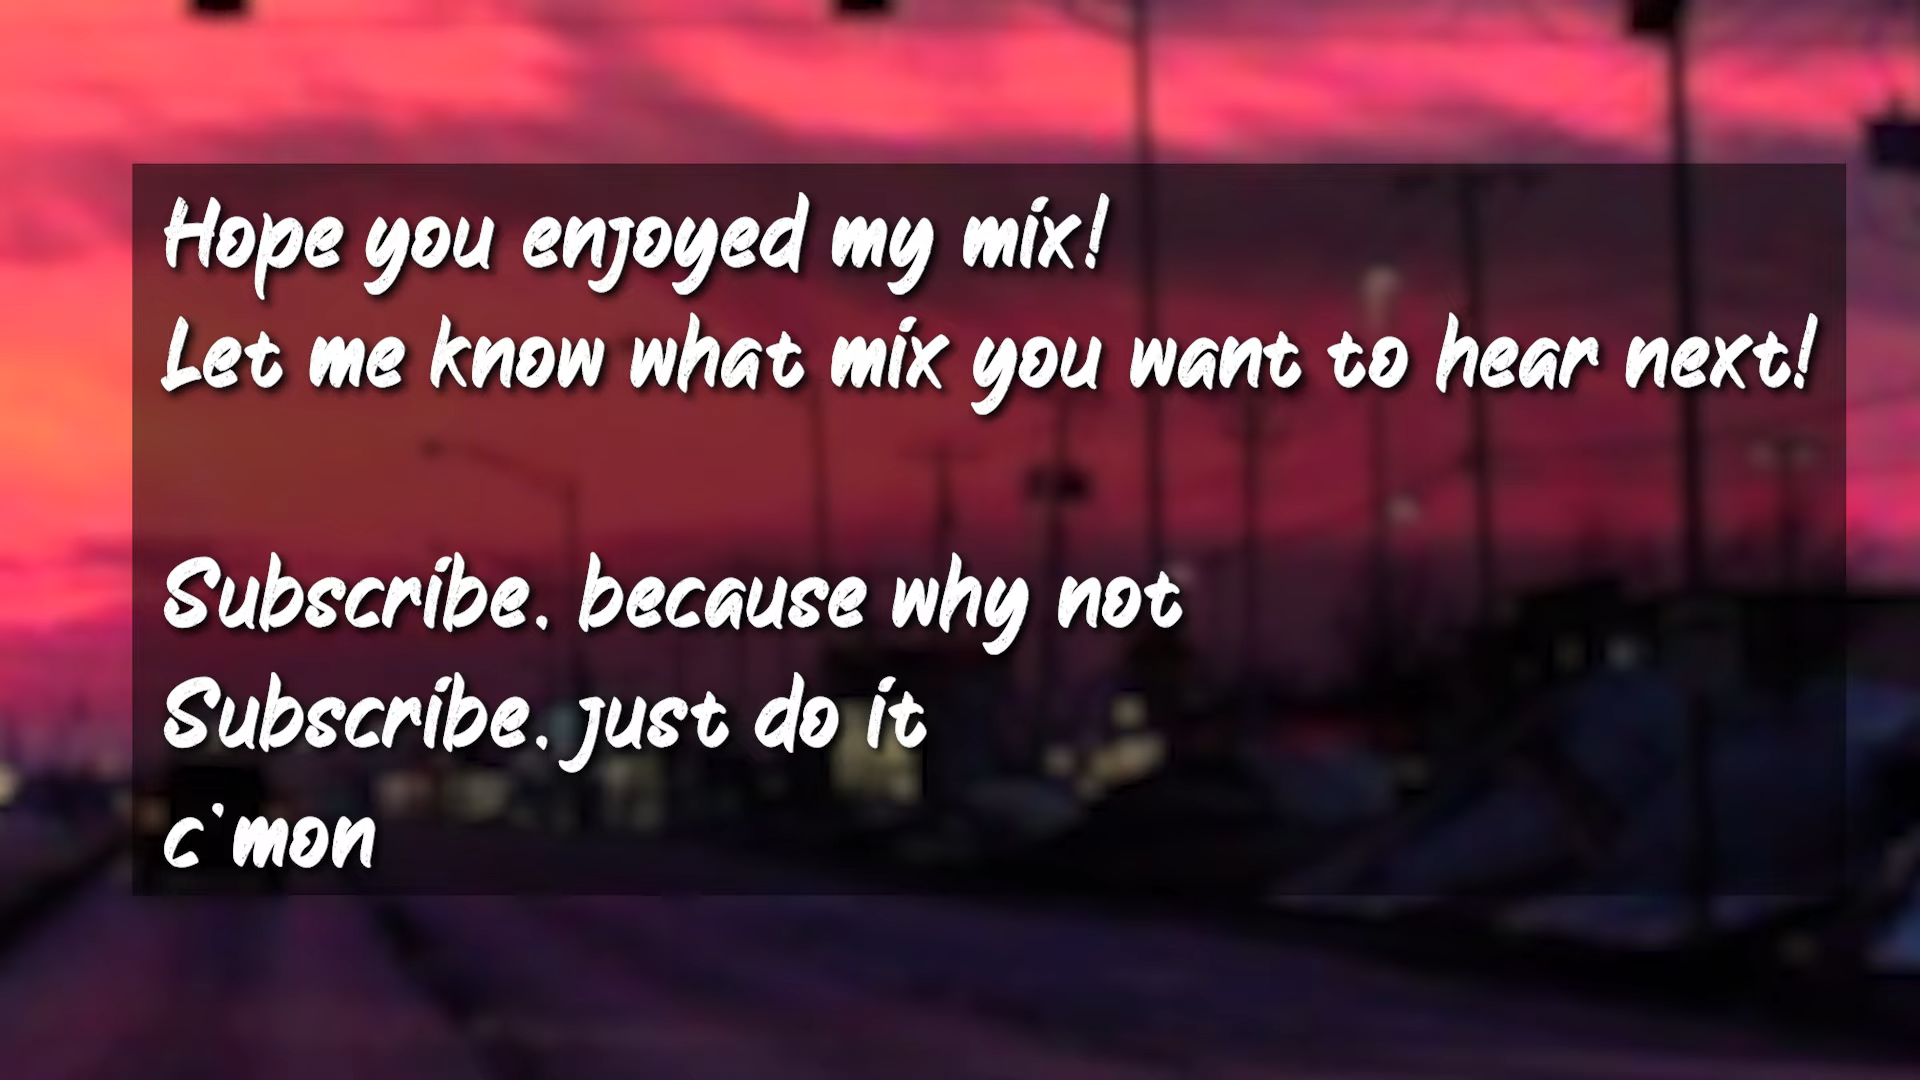 Hope you enjoyed my mix!
Let me know what mix you want to hear next!
Subscribe, because why not
Subscribe, just do it
c'mon